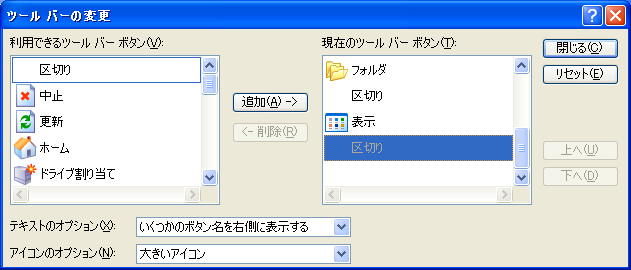 ツール バーの変更
利用できるツール バー ボタン(V):
区切り
中止
更新
ホーム
ドライブ割り当て
追加(A) ->
<- 削除(R)
現在のツール バー ボタン(T):
フォルダ
区切り
表示
区切り
閉じる(C)
リセット(E)
上へ(U)
下へ(D)
テキストのオプション(X):
いくつかのボタン名を右側に表示する
アイコンのオプション(N):
大きいアイコン